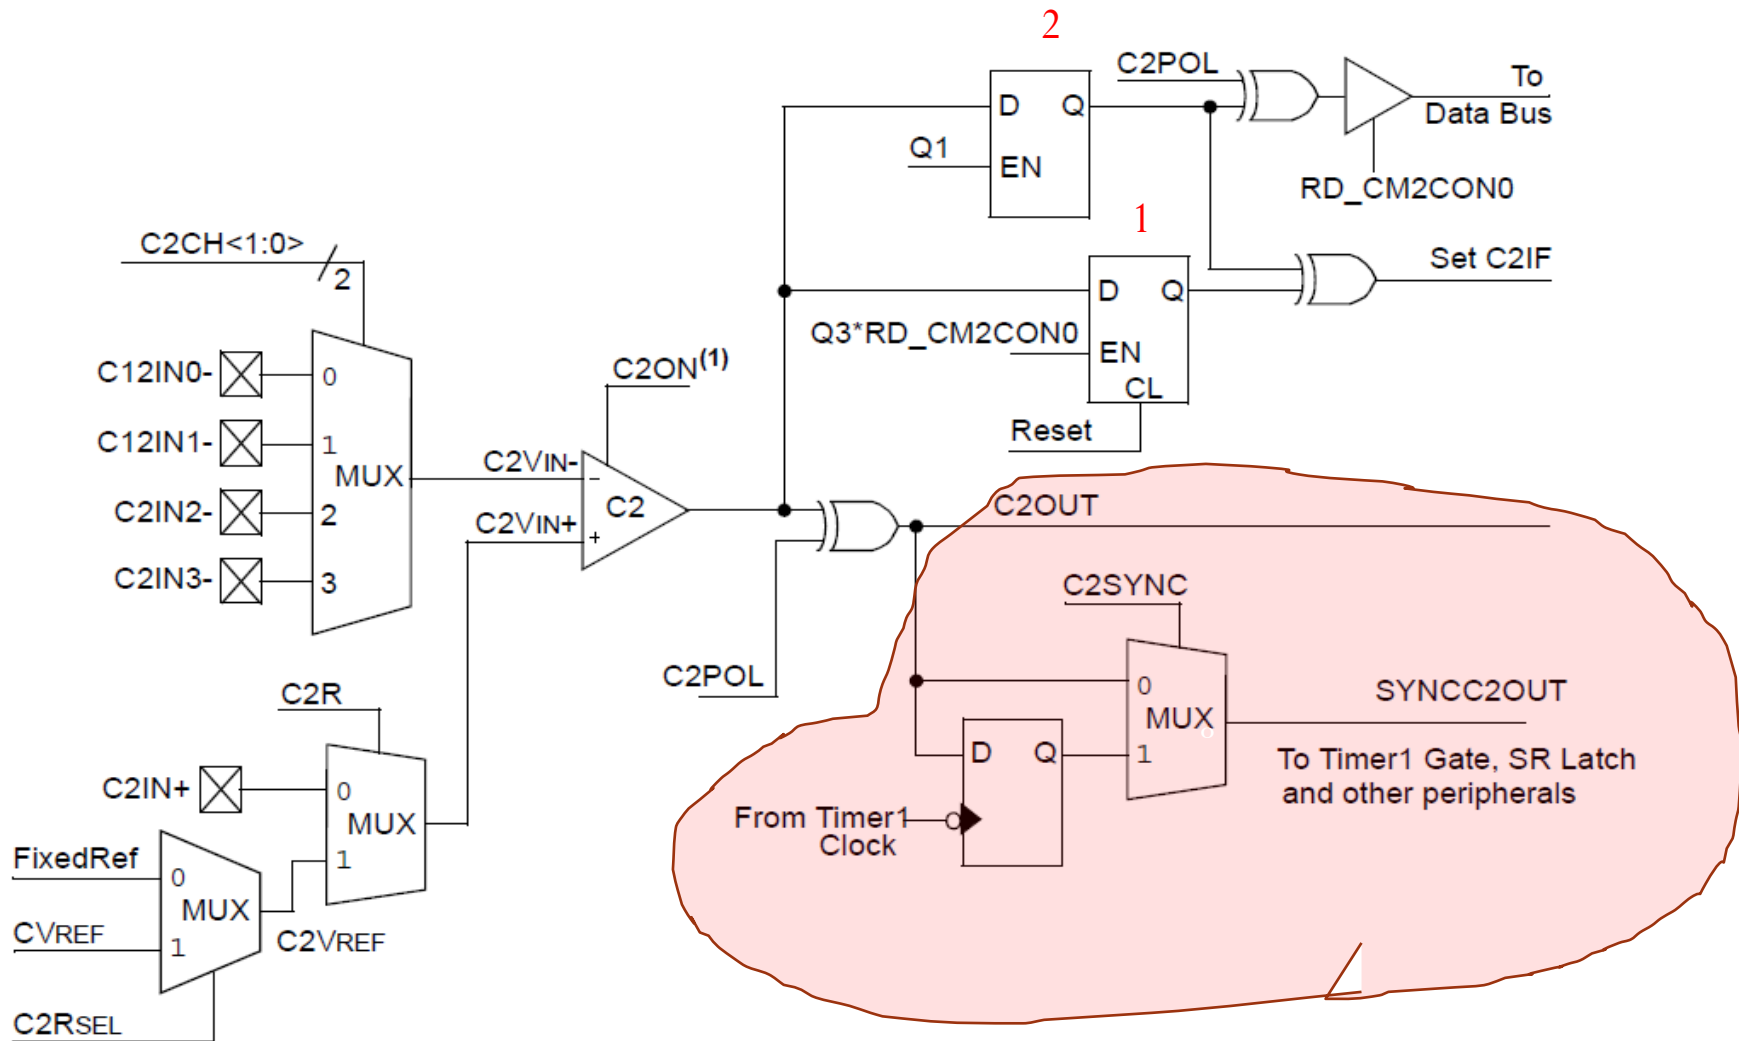 2
C2POL
To
Data Bus
D Q
Q1
EN
RD_CM2CON0
1
C2CH<1:0>
2
Set C2IF
D Q
Q3*RD_CM2CON0
EN
CL
Reset
C12IN0-
0
C2ON(1)
C12IN1-
1
MUX
C2VIN-
−
C2IN2-
2
C2
C2OUT
C2VIN+
+
C2IN3-
3
C2SYNC
C2POL
C2R
0
SYNCC2OUT
MUX
D Q
1
To Timer1 Gate, SR Latch
and other peripherals
C2IN+
0
MUX
From Timer1
Clock
FixedRef
0
1
MUX
CVREF
1
C2VREF
C2RSEL